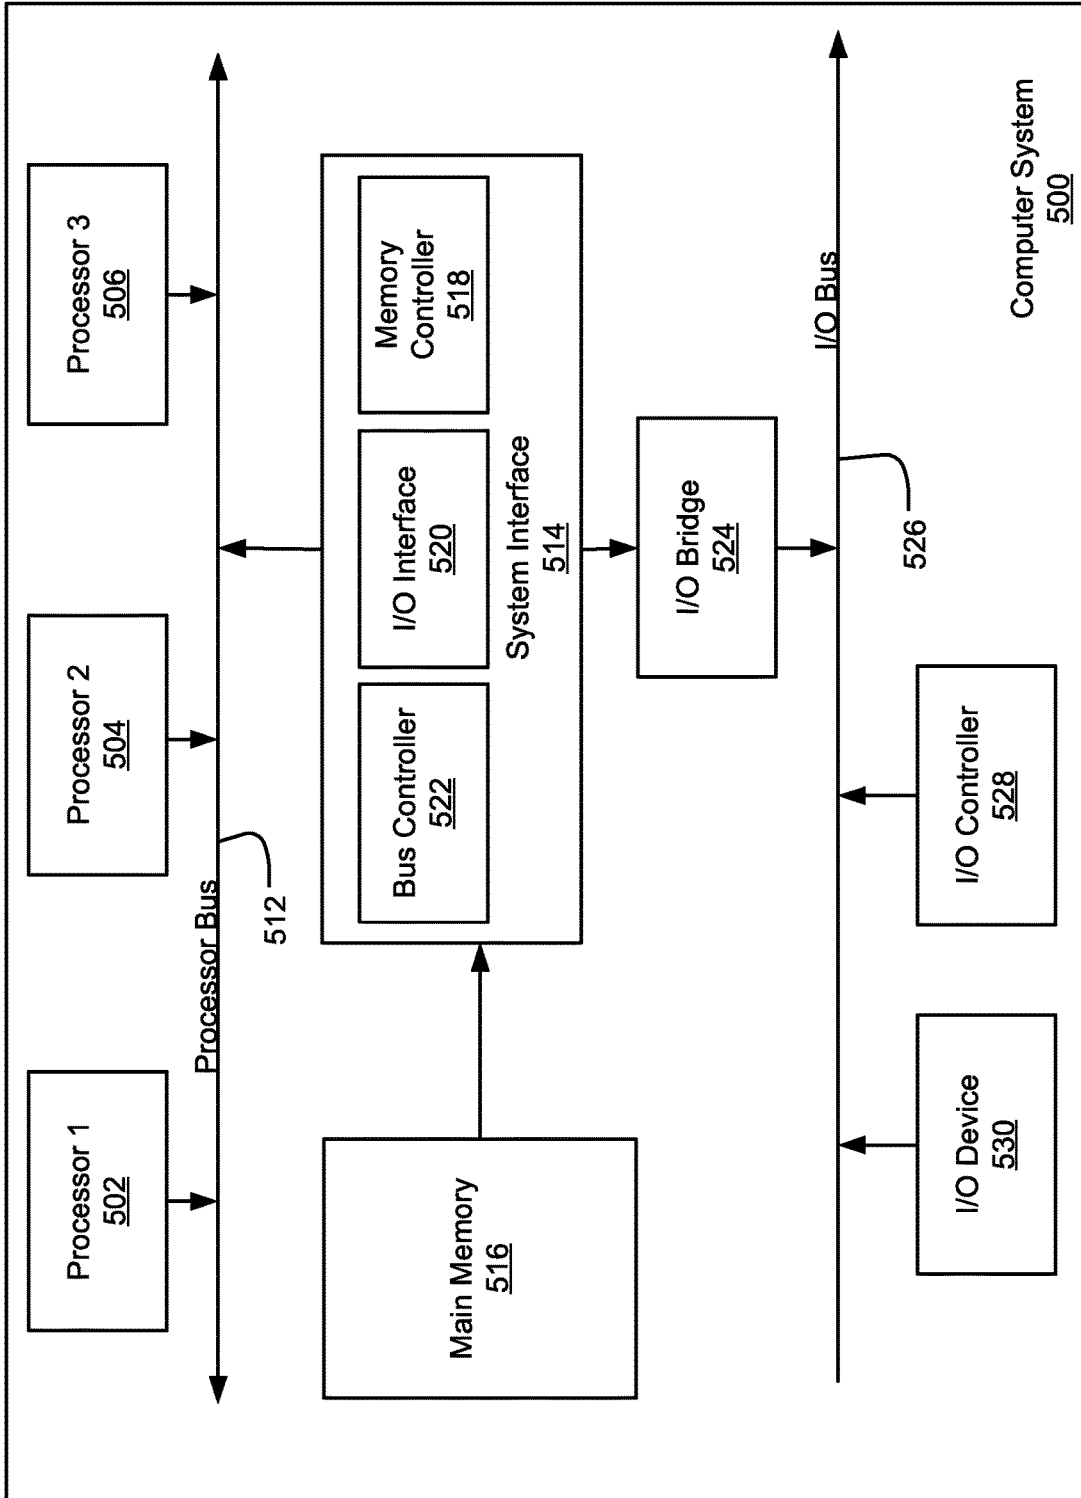 Processor 1
502
Processor 2
504
Processor 3
506
Processor Bus
512
Main Memory
516
Bus Controller
522
I/O Interface
520
Memory
Controller
518
System Interface
514
I/O Bridge
524
I/O Bus
526
I/O Device
530
I/O Controller
528
Computer System
500